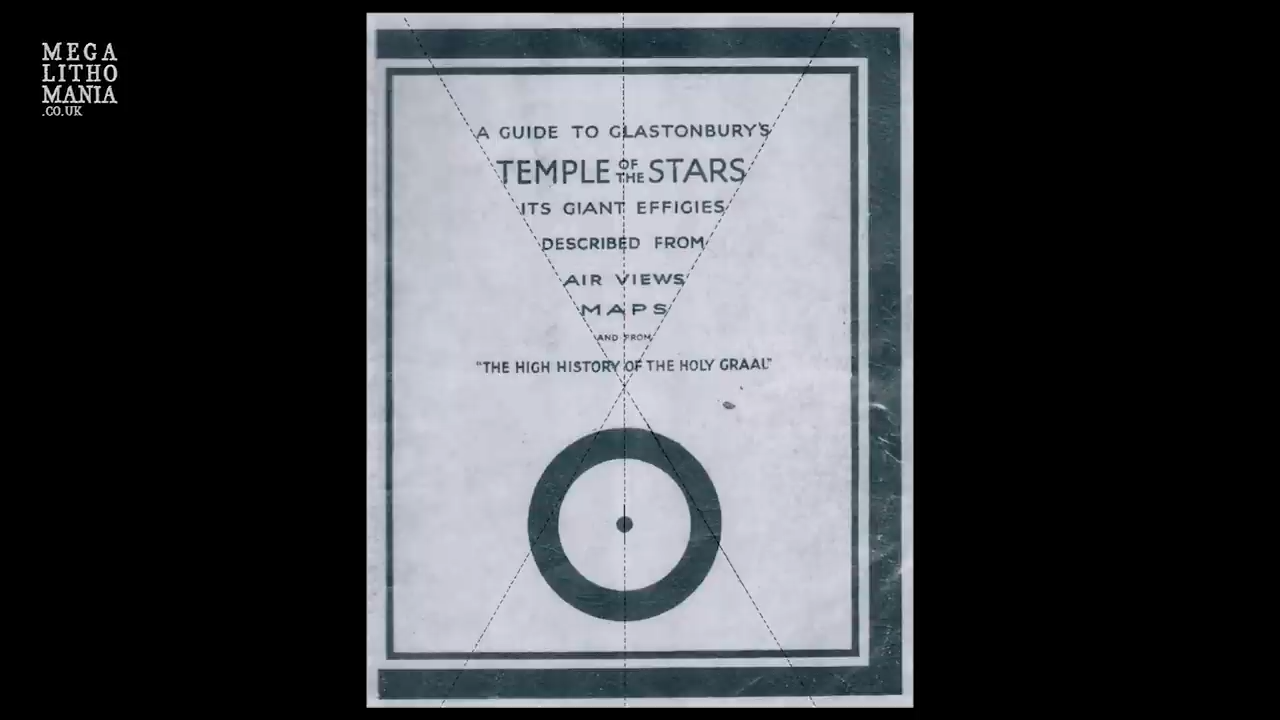 MEGA
LITHO
MANIA
.CO.UK
A GUIDE TO GLASTONBURY'S
TEMPLE OF THE STARS
ITS GIANT EFFIGIES
DESCRIBED FROM
AIR VIEWS
MAPS
AND FROM
"THE HIGH HISTORY OF THE HOLY GRAAL"